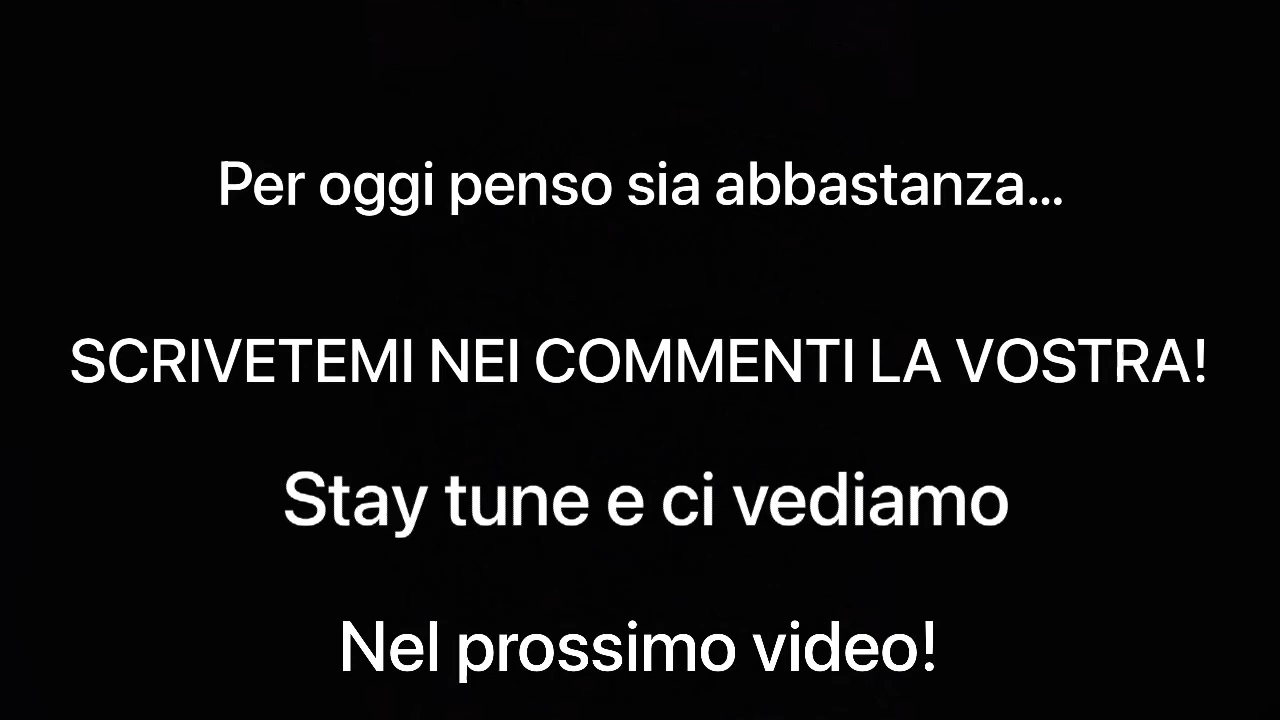 Per oggi penso sia abbastanza...
SCRIVETEMI NEI COMMENTI LA VOSTRA!
Stay tune e ci vediamo
Nel prossimo video!